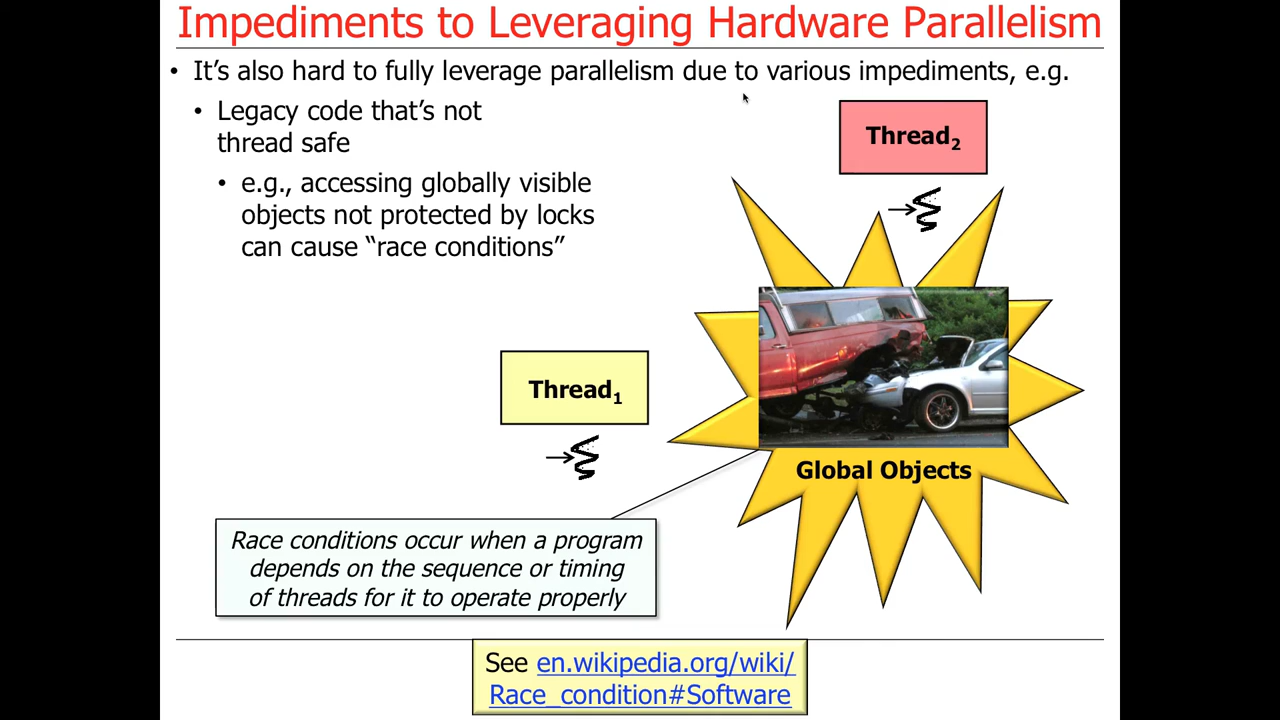 Impediments to Leveraging Hardware Parallelism
• It’s also hard to fully leverage parallelism due to various impediments, e.g.
• Legacy code that’s not
thread safe
• e.g., accessing globally visible
objects not protected by locks
can cause “race conditions”
Thread2
Thread1
Global Objects
Race conditions occur when a program
depends on the sequence or timing
of threads for it to operate properly
See en.wikipedia.org/wiki/
Race_condition#Software